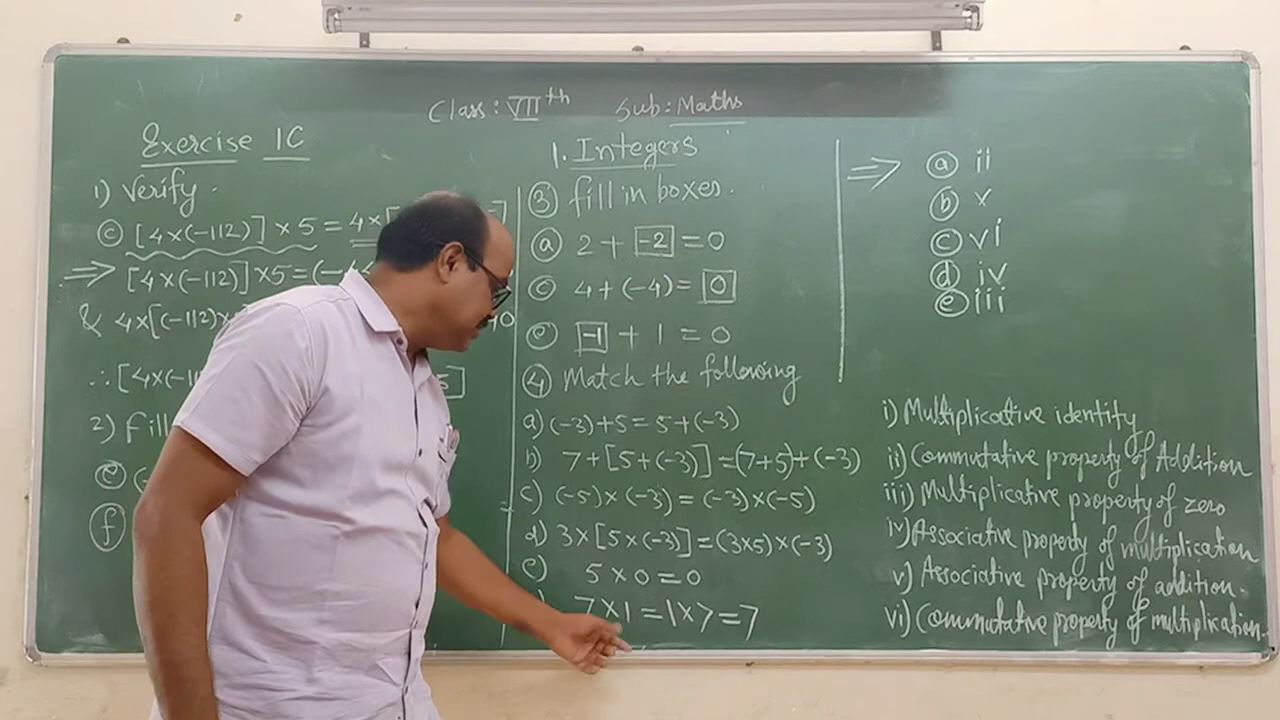 Class: VIIth Sub: Maths
Exercise 1C
1) Verify.
(c) [4×(-112)]×5 = 4×
⇒ [4×(-112)]×5=(-4
& 4×[(-112)×
∴ [4×(-11 5]
2) Fill
(e) (
(f)
1. Integers
(3) fill in boxes.
(a) 2 + [-2] = 0
(c) 4 + (-4) = [0]
(e) [-1] + 1 = 0
(4) Match the following
a) (-3)+5 = 5+(-3)
b) 7+[5+(-3)] = (7+5)+(-3)
c) (-5)×(-3) = (-3)×(-5)
d) 3×[5×(-3)] = (3×5)×(-3)
e) 5×0=0
7×1=1×7=7
⇒ (a) ii
(b) x
(c) vi
(d) iv
(e) iii
i) Multiplicative identity
ii) Commutative property of Addition
iii) Multiplicative property of zero
iv) Associative property of multiplication
v) Associative property of addition.
vi) Commutative property of multiplication.